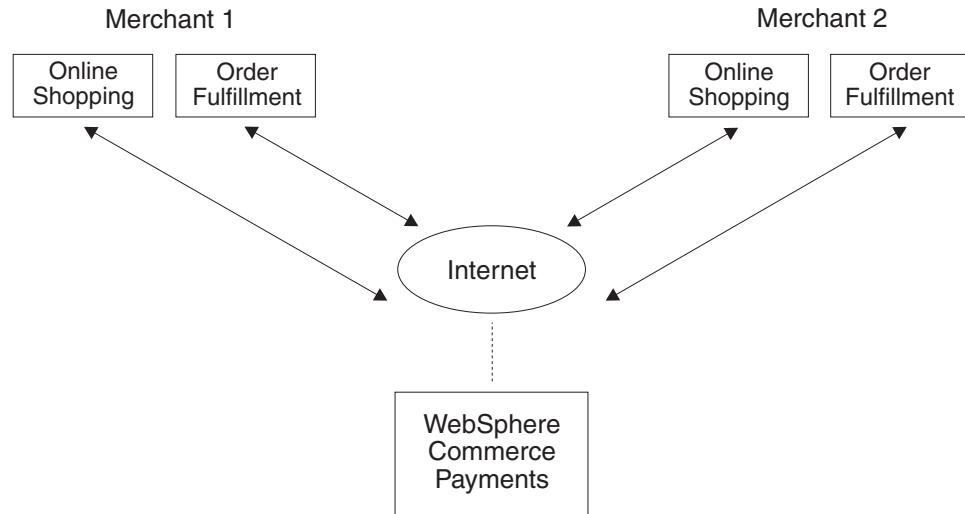 Merchant 1
Merchant 2
Online
Shopping
Order
Fulfillment
Online
Shopping
Order
Fulfillment
Internet
WebSphere
Commerce
Payments